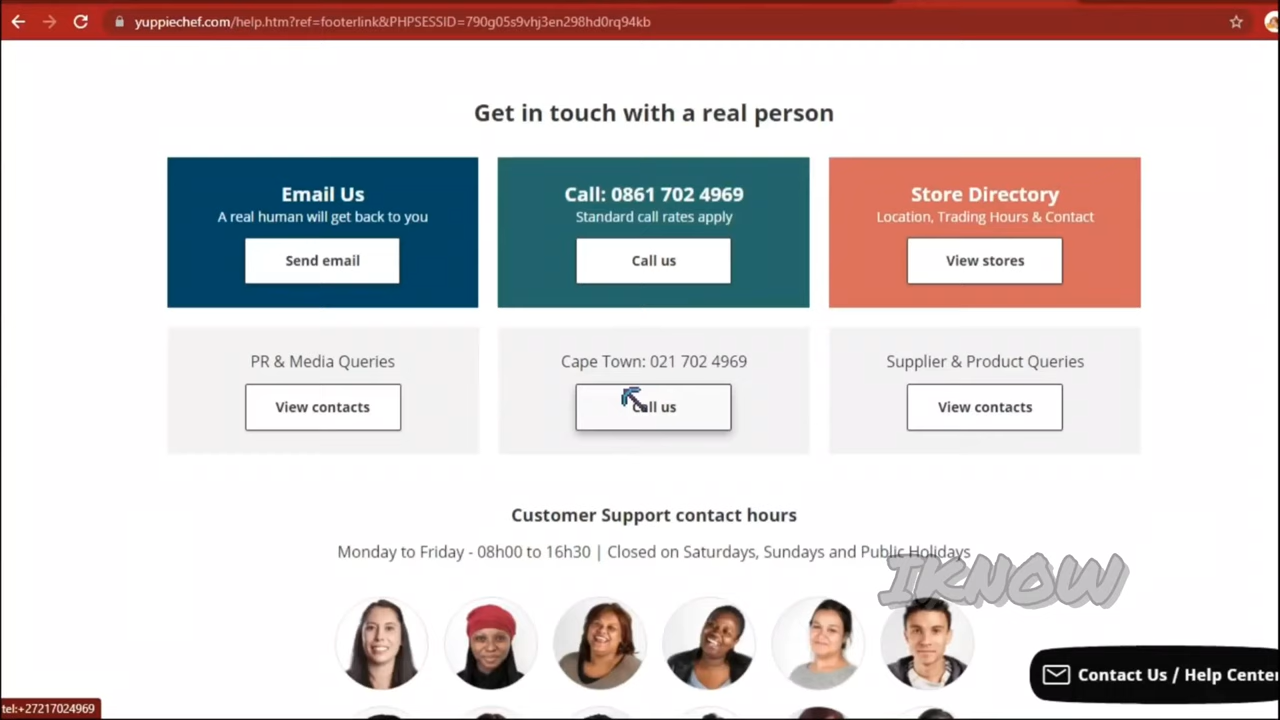 yuppiechef.com/help.htm?ref=footerlink&PHPSESSID=790g05s9vhj3en298hd0rq94kb
Get in touch with a real person
Email Us
A real human will get back to you
Send email
Call: 0861 702 4969
Standard call rates apply
Call us
Store Directory
Location, Trading Hours & Contact
View stores
PR & Media Queries
View contacts
Cape Town: 021 702 4969
Call us
Supplier & Product Queries
View contacts
Customer Support contact hours
Monday to Friday - 08h00 to 16h30 | Closed on Saturdays, Sundays and Public Holidays
IKNOW
Contact Us / Help Center
tel:+27217024969